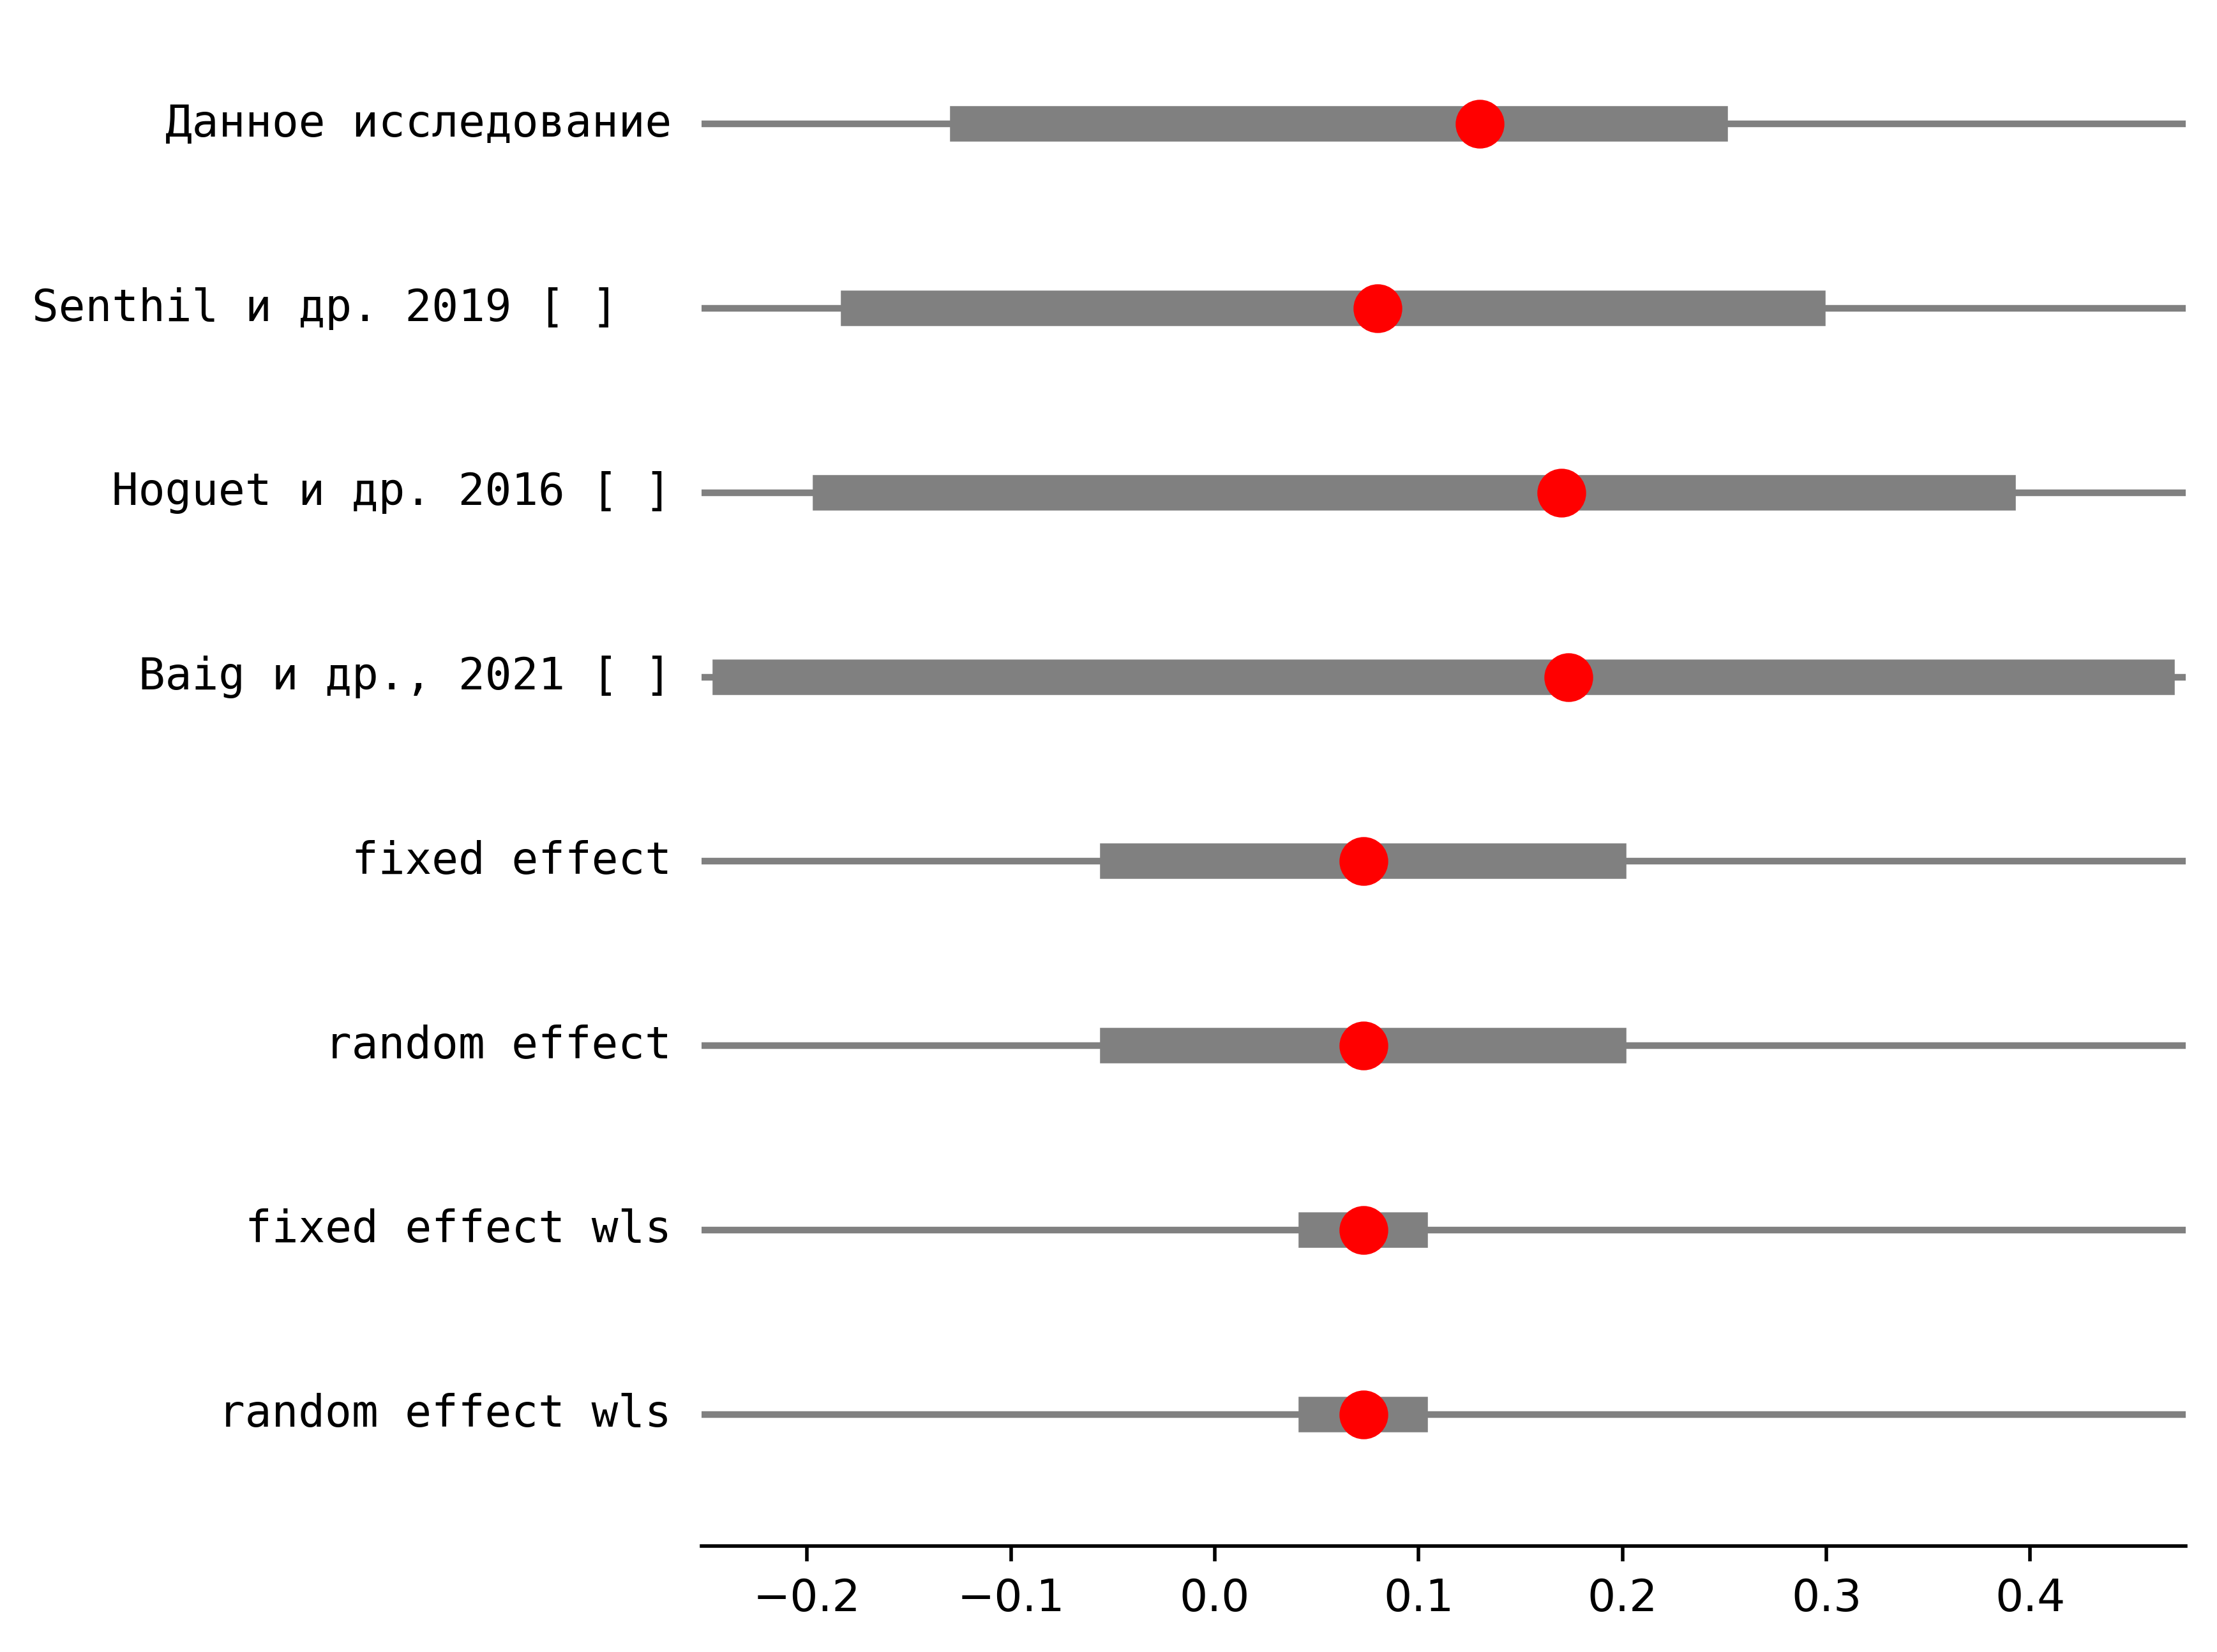 Данное исследование
Senthil и др. 2019 [ ]
Hoguet и др. 2016 [ ]
Baig и др., 2021 [ ]
fixed effect
random effect
fixed effect wls
random effect wls
−0.2 −0.1 0.0 0.1 0.2 0.3 0.4